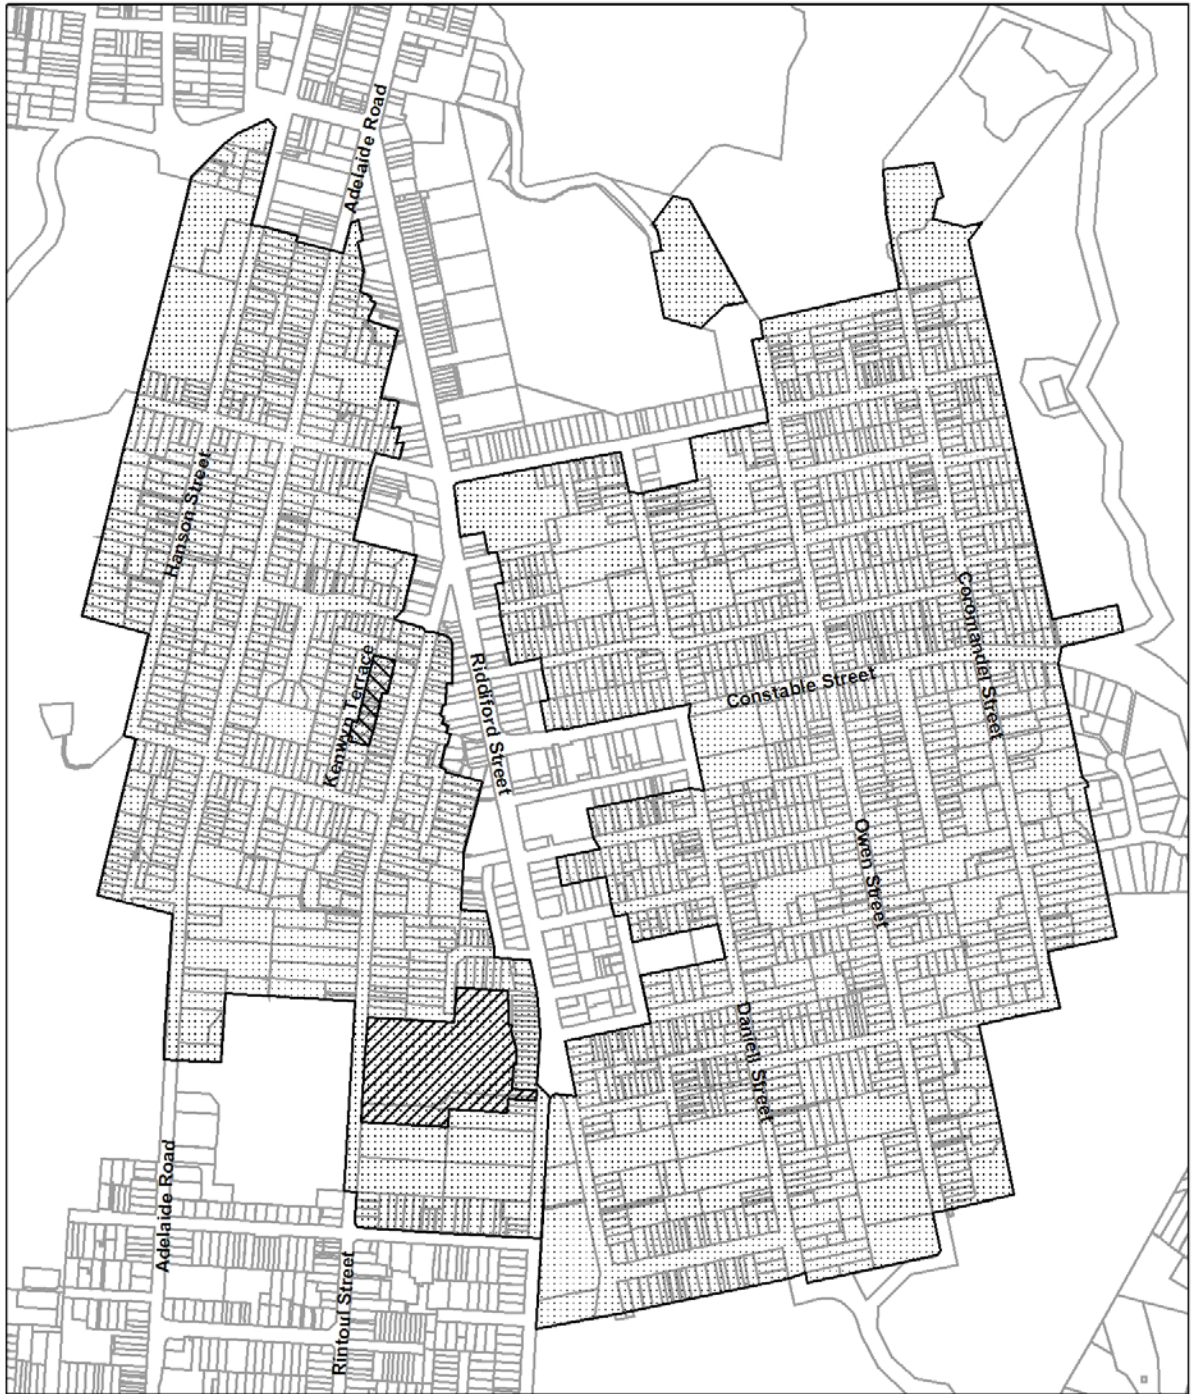 Adelaide Road
Hanson Street
Kenwyn Terrace
Riddiford Street
Constable Street
Coromandel Street
Owen Street
Daniell Street
Adelaide Road
Rintoul Street